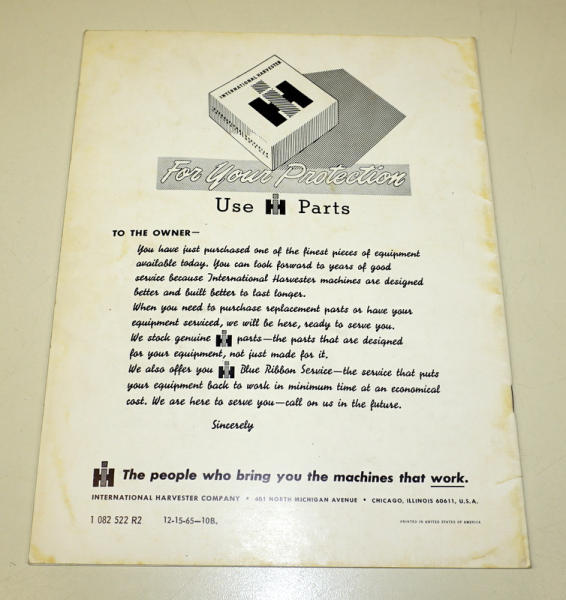 INTERNATIONAL HARVESTER
IH
INTERNATIONAL HARVESTER
For Your Protection
Use IH Parts
TO THE OWNER—
You have just purchased one of the finest pieces of equipment
available today. You can look forward to years of good
service because International Harvester machines are designed
better and built better to last longer.
When you need to purchase replacement parts or have your
equipment serviced, we will be here, ready to serve you.
We stock genuine IH parts—the parts that are designed
for your equipment, not just made for it.
We also offer you IH Blue Ribbon Service—the service that puts
your equipment back to work in minimum time at an economical
cost. We are here to serve you—call on us in the future.
Sincerely
IH The people who bring you the machines that work.
INTERNATIONAL HARVESTER COMPANY • 401 NORTH MICHIGAN AVENUE • CHICAGO, ILLINOIS 60611, U.S.A.
1 082 522 R2 12-15-65—10B.
PRINTED IN UNITED STATES OF AMERICA